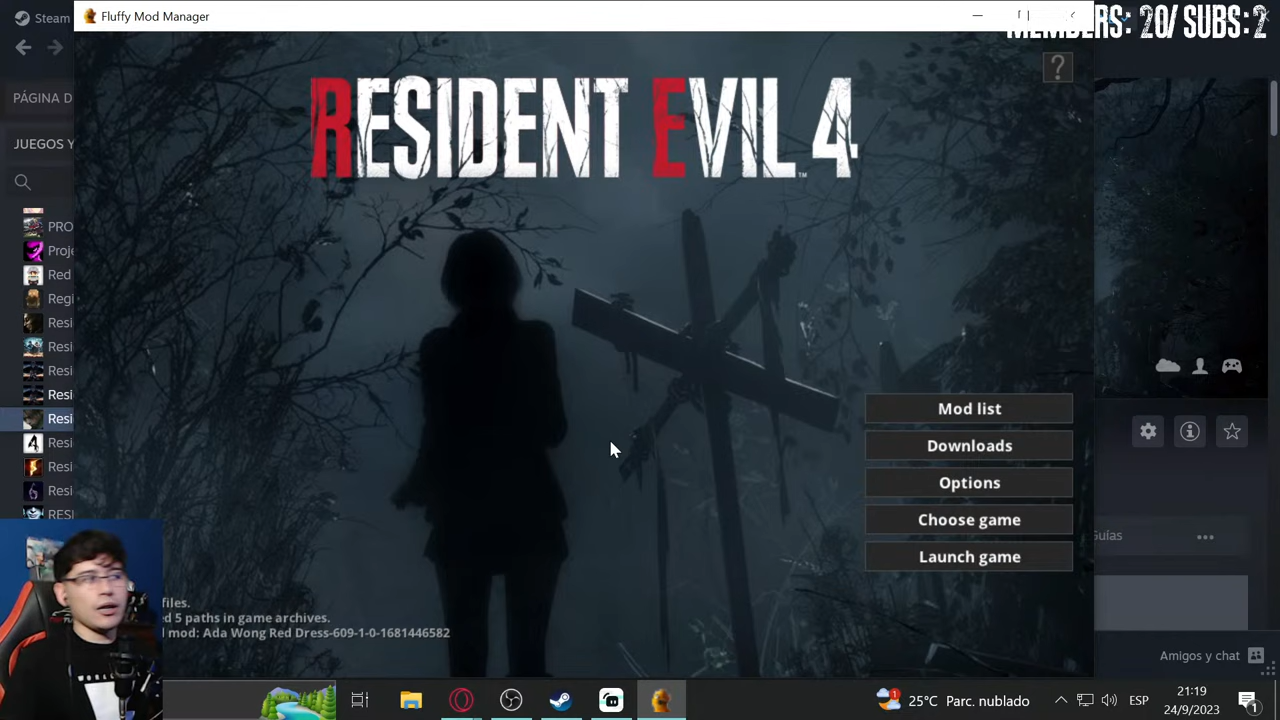 Steam
Fluffy Mod Manager
MEMBERS: 20/ SUBS:2
PÁGINA D
JUEGOS Y
?
RESIDENT EVIL 4
TM
PRO
Proje
Red
Regi
Resi
Resi
Resi
Resi
Resi
Resi
Resi
Resi
RESI
Mod list
Downloads
Options
Choose game
Launch game
Guías
files.
d 5 paths in game archives.
mod: Ada Wong Red Dress-609-1-0-1681446582
Amigos y chat
25°C Parc. nublado
ESP
21:19
24/9/2023
1